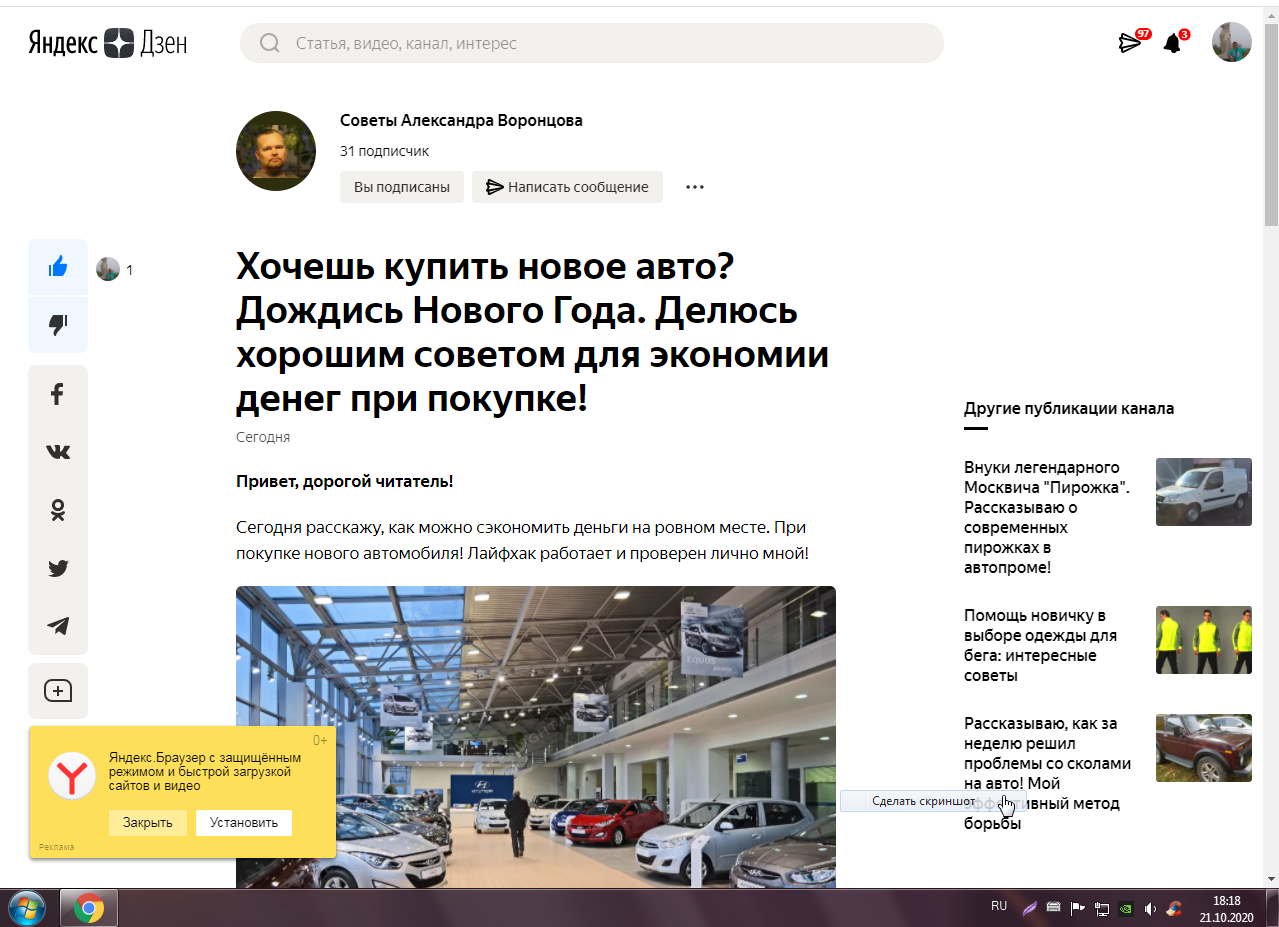 Яндекс Дзен
Статья, видео, канал, интерес
97
3
Советы Александра Воронцова
31 подписчик
Вы подписаны
Написать сообщение
1
Хочешь купить новое авто?
Дождись Нового Года. Делюсь
хорошим советом для экономии
денег при покупке!
Сегодня
Привет, дорогой читатель!
Сегодня расскажу, как можно сэкономить деньги на ровном месте. При
покупке нового автомобиля! Лайфхак работает и проверен лично мной!
EQUUS
HYUNDAI
Другие публикации канала
Внуки легендарного
Москвича "Пирожка".
Рассказываю о
современных
пирожках в
автопроме!
Помощь новичку в
выборе одежды для
бега: интересные
советы
Рассказываю, как за
неделю решил
проблемы со сколами
на авто! Мой
эффективный метод
борьбы
Сделать скриншот
0+
Яндекс.Браузер с защищённым
режимом и быстрой загрузкой
сайтов и видео
Закрыть
Установить
Реклама
RU
18:18
21.10.2020